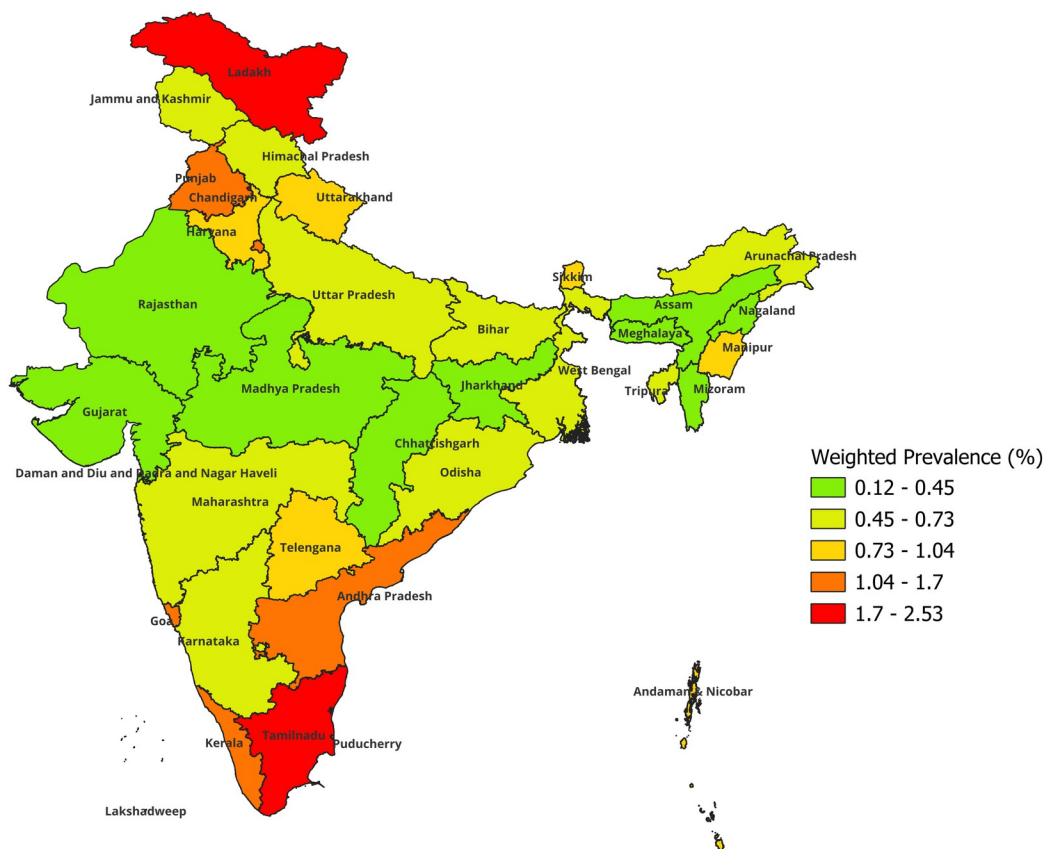 Ladakh
Jammu and Kashmir
Himachal Pradesh
Punjab
Chandigarh
Uttarakhand
Haryana
Arunachal Pradesh
Sikkim
Uttar Pradesh
Rajasthan
Assam
Nagaland
Bihar
Meghalaya
Manipur
West Bengal
Madhya Pradesh
Jharkhand
Tripura
Mizoram
Gujarat
Chhattishgarh
Daman and Diu and Dadra and Nagar Haveli
Odisha
Maharashtra
Telengana
Andhra Pradesh
Goa
Karnataka
Andaman & Nicobar
Kerala
Tamilnadu
Puducherry
Lakshadweep
Weighted Prevalence (%)
0.12 - 0.45
0.45 - 0.73
0.73 - 1.04
1.04 - 1.7
1.7 - 2.53